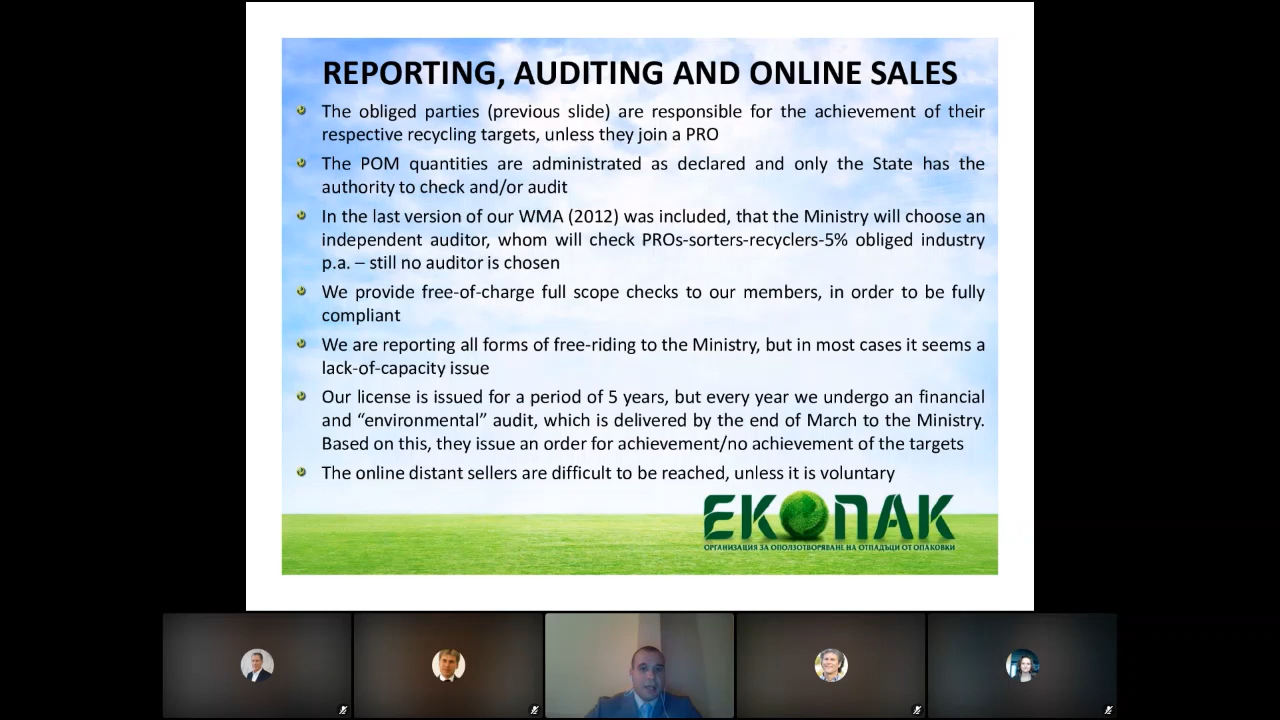 REPORTING, AUDITING AND ONLINE SALES
The obliged parties (previous slide) are responsible for the achievement of their
respective recycling targets, unless they join a PRO
The POM quantities are administrated as declared and only the State has the
authority to check and/or audit
In the last version of our WMA (2012) was included, that the Ministry will choose an
independent auditor, whom will check PROs-sorters-recyclers-5% obliged industry
p.a. – still no auditor is chosen
We provide free-of-charge full scope checks to our members, in order to be fully
compliant
We are reporting all forms of free-riding to the Ministry, but in most cases it seems a
lack-of-capacity issue
Our license is issued for a period of 5 years, but every year we undergo an financial
and “environmental” audit, which is delivered by the end of March to the Ministry.
Based on this, they issue an order for achievement/no achievement of the targets
The online distant sellers are difficult to be reached, unless it is voluntary
ЕКОПАК
ОРГАНИЗАЦИЯ ЗА ОПОЛЗОТВОРЯВАНЕ НА ОТПАДЪЦИ ОТ ОПАКОВКИ